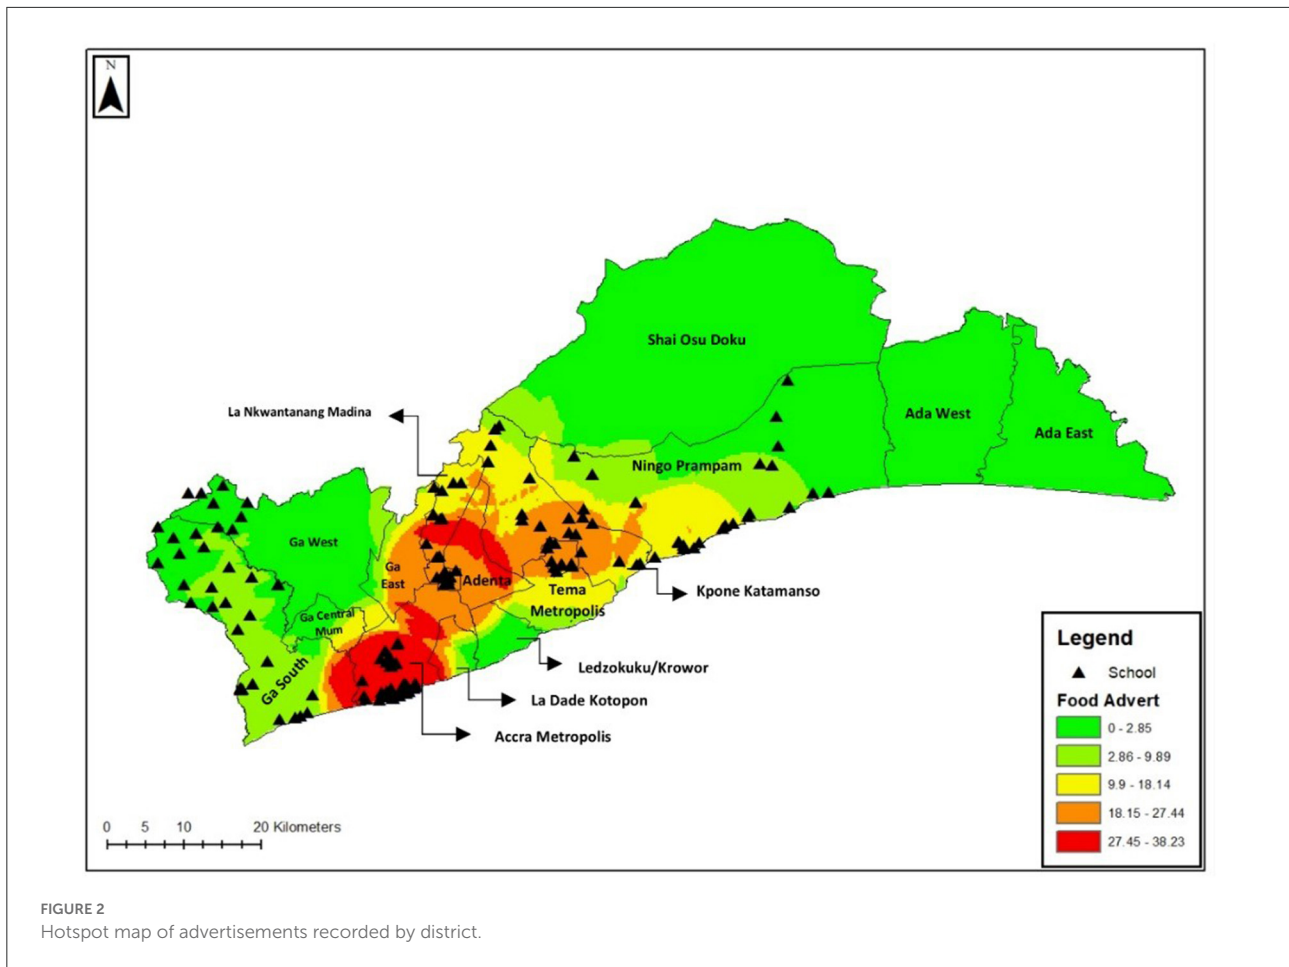 N
Shai Osu Doku
La Nkwantanang Madina
Ada West
Ada East
Ningo Prampam
Ga West
Ga
East
Adenta
Tema
Metropolis
Kpone Katamanso
Ga Central
Mum
Ga South
Ledzokuku/Krowor
La Dade Kotopon
Accra Metropolis
0 5 10 20 Kilometers
Legend
School
Food Advert
0 - 2.85
2.86 - 9.89
9.9 - 18.14
18.15 - 27.44
27.45 - 38.23
FIGURE 2
Hotspot map of advertisements recorded by district.